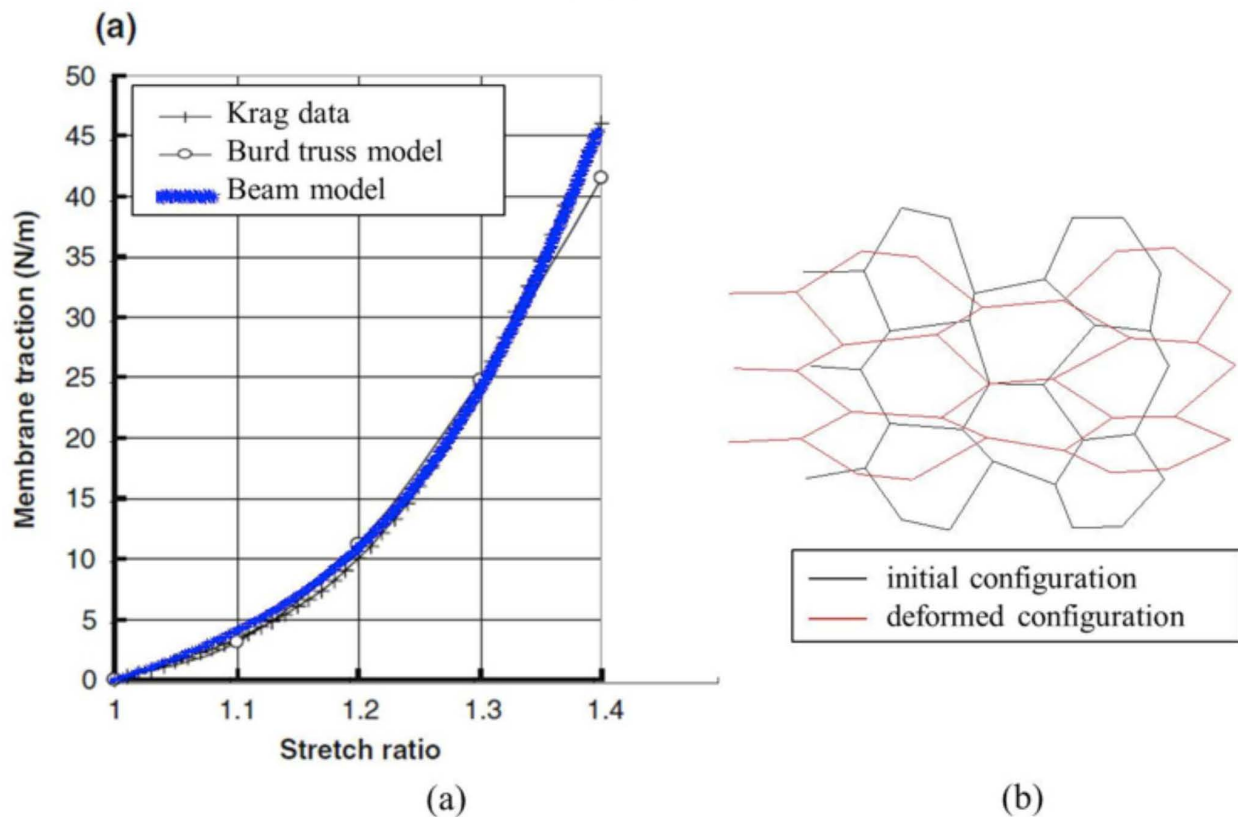 (a)
50
45
40
35
30
25
20
15
10
5
0
Membrane traction (N/m)
Krag data
Burd truss model
Beam model
1 1.1 1.2 1.3 1.4
Stretch ratio
(a)
initial configuration
deformed configuration
(b)